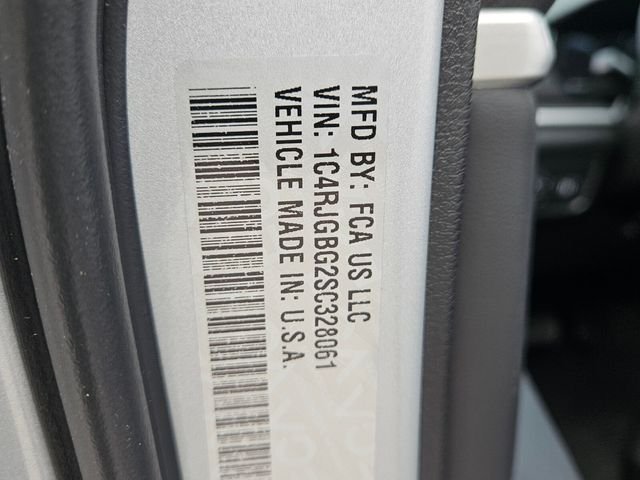 MFD BY: FCA US LLC
VIN: 1C4RJGBG2SC328061
VEHICLE MADE IN: U.S.A.